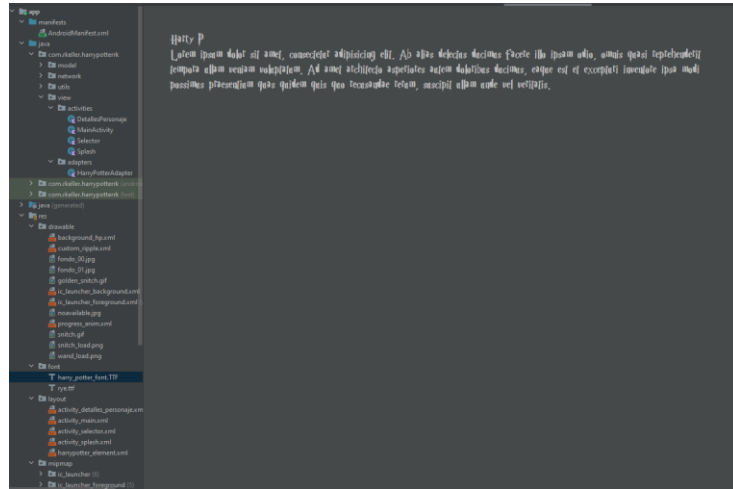 app
manifests
AndroidManifest.xml
java
com.rkeller.harrypotterrk
model
network
utils
view
activities
DetallesPersonaje
MainActivity
Selector
Splash
adapters
HarryPotterAdapter
com.rkeller.harrypotterrk
com.rkeller.harrypotterrk (test)
java (generated)
res
drawable
background_hp.xml
custom_ripple.xml
fondo_00.jpg
fondo_01.jpg
golden_snitch.gif
ic_launcher_background.xml
ic_launcher_foreground.xml
noavailable.jpg
progress_anim.xml
snitch.gif
snitch_load.png
wand_load.png
font
harry_potter_font.TTF
rye.ttf
layout
activity_detalles_personaje.xm
activity_main.xml
activity_selector.xml
activity_splash.xml
harrypotter_element.xml
mipmap
ic_launcher (6)
ic_launcher_foreground (5)
Harry P
Lorem ipsum dolor sit amet, consectetur adipisicing elit. Ab alias delectus ducimus facere illo ipsam odio, omnis quasi reprehenderit
tempora ullam veniam voluptatum. Ad amet architecto asperiores autem doloribus ducimus, eaque est et excepturi inventore ipsa modi
possimus praesentium quas quidem quis quo recusandae rerum, suscipit ullam unde vel veritatis.